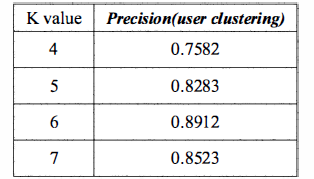 K value Precision(user clustering)
4 0.7582
5 0.8283
6 0.8912
7 0.8523